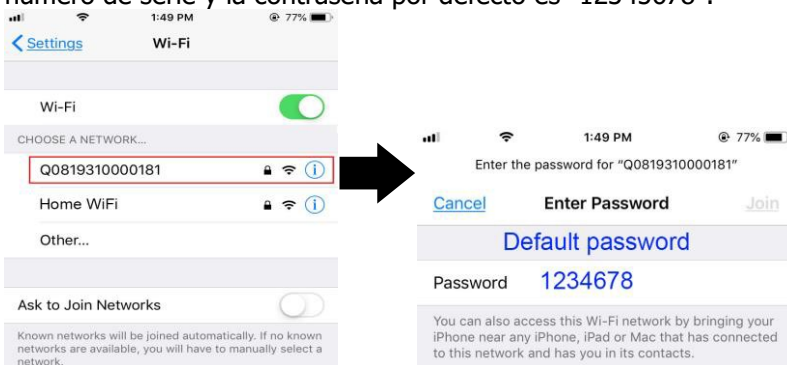 número de serie y la contraseña por defecto es "12345678".
1:49 PM
77%
Settings
Wi-Fi
Wi-Fi
CHOOSE A NETWORK...
Q0819310000181
Home WiFi
Other...
Ask to Join Networks
Known networks will be joined automatically. If no known
networks are available, you will have to manually select a
network.
1:49 PM
77%
Enter the password for "Q0819310000181"
Cancel
Enter Password
Join
Default password
Password
1234678
You can also access this Wi-Fi network by bringing your
iPhone near any iPhone, iPad or Mac that has connected
to this network and has you in its contacts.